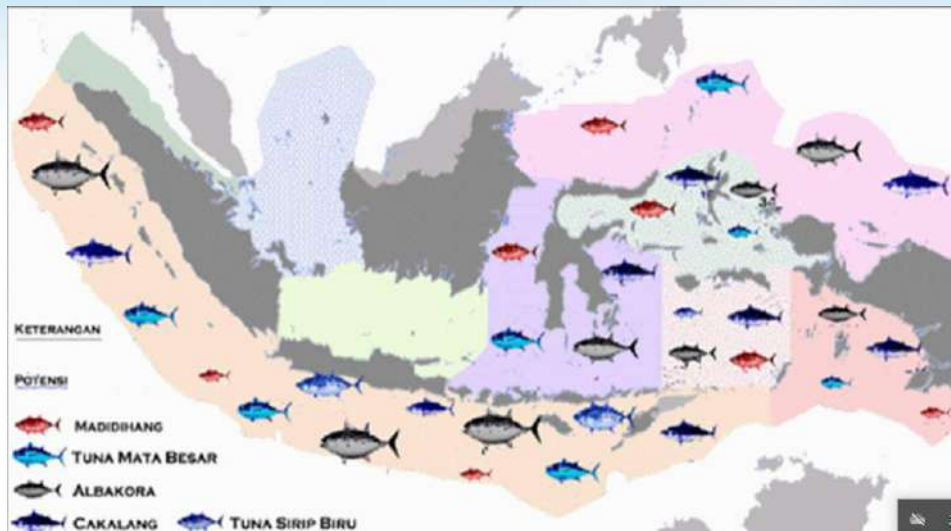 KETERANGAN
POTENSI
MADIDIHANG
TUNA MATA BESAR
ALBAKORA
CAKALANG TUNA SIRIP BIRU